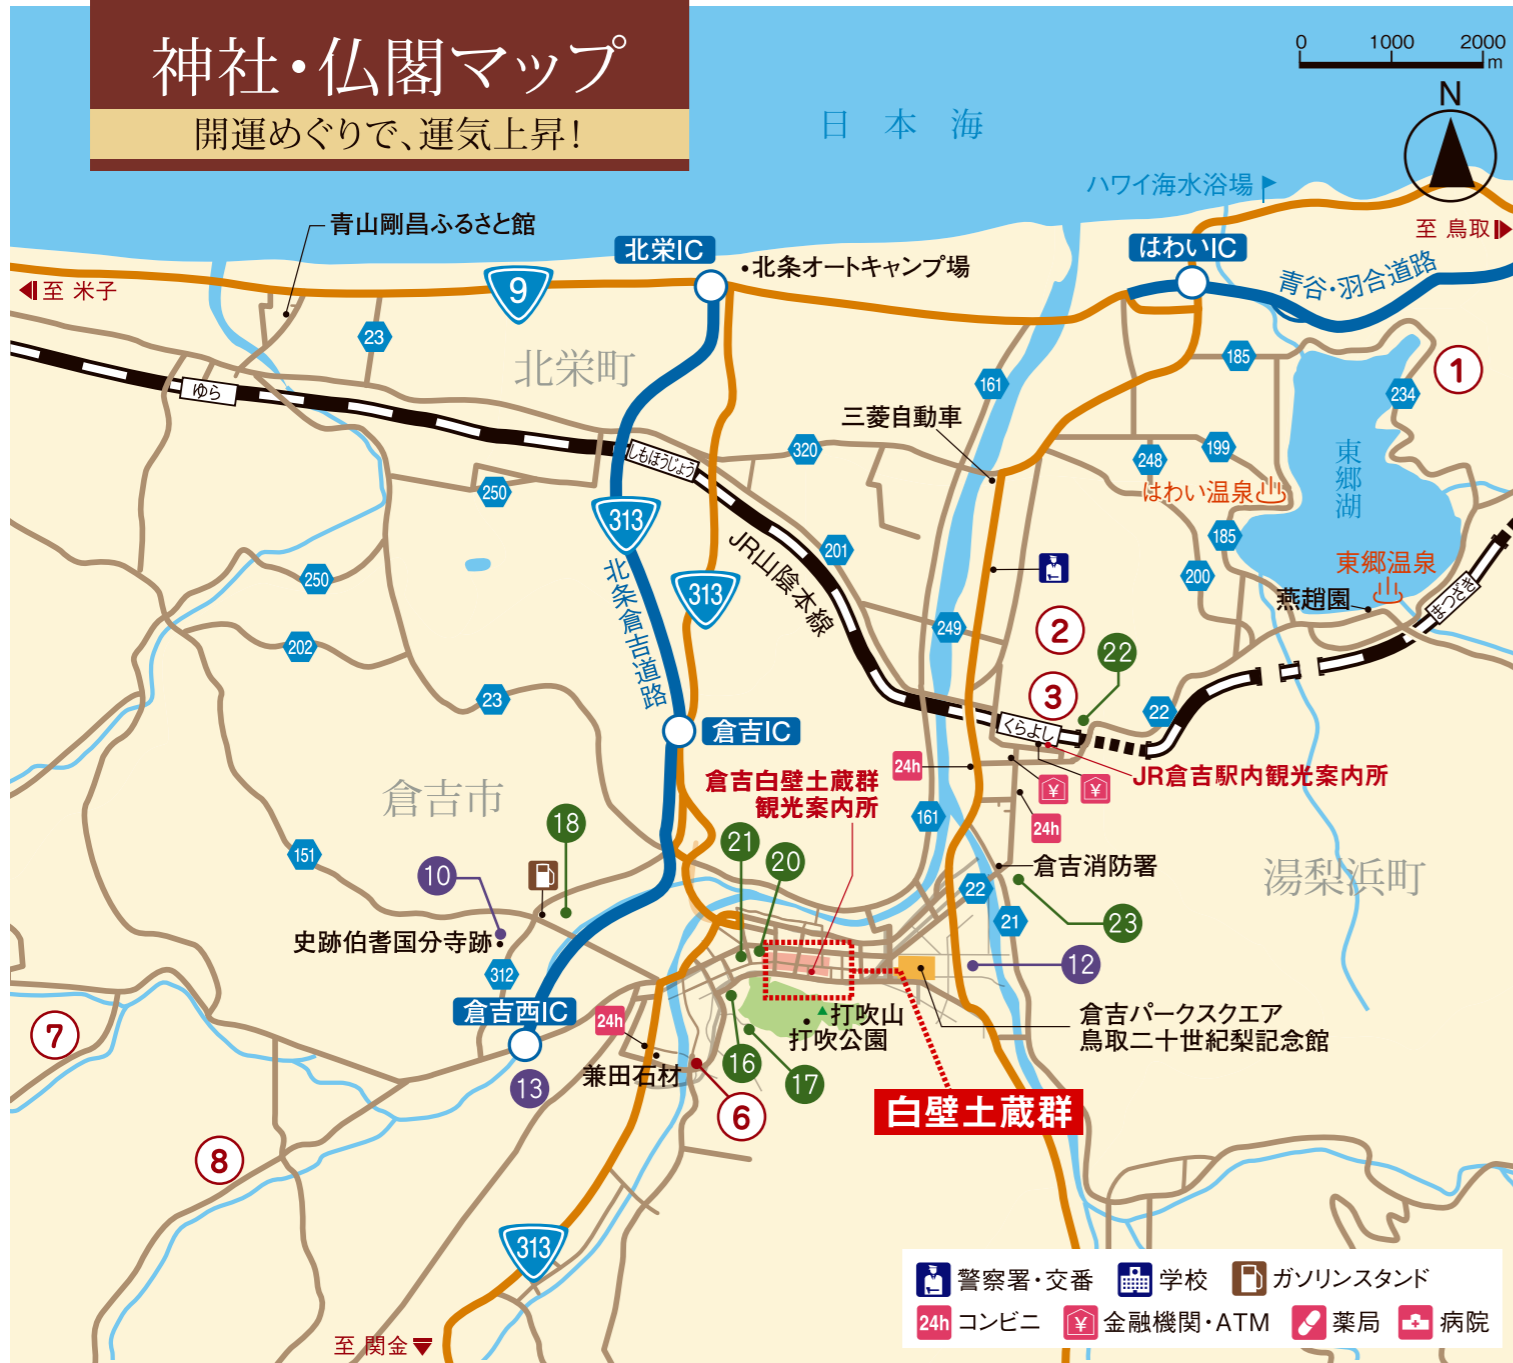 神社・仏閣マップ
開運めぐりで、運気上昇!
0 1000 2000
m
N
日本海
ハワイ海水浴場
至 鳥取
青山剛昌ふるさと館
北栄IC
はわいIC
・北条オートキャンプ場
青谷・羽合道路
至 米子
9
23
北栄町
185
1
161
234
ゆら
三菱自動車
しもほうじょう
320
248
199
東郷湖
はわい温泉
250
313
JR山陰本線
201
185
東郷温泉
250
北条倉吉道路
313
200
燕趙園
まつざき
202
249
2
22
23
3
22
倉吉IC
くらよし
倉吉市
倉吉白壁土蔵群
観光案内所
24h
¥
¥
JR倉吉駅内観光案内所
24h
18
161
151
21
20
10
倉吉消防署
湯梨浜町
22
21
23
史跡伯耆国分寺跡
312
12
倉吉西IC
24h
打吹山
打吹公園
倉吉パークスクエア
鳥取二十世紀梨記念館
7
兼田石材
16
17
13
6
白壁土蔵群
8
313
警察署・交番
学校
ガソリンスタンド
24h コンビニ
¥ 金融機関・ATM
薬局
病院
至 関金